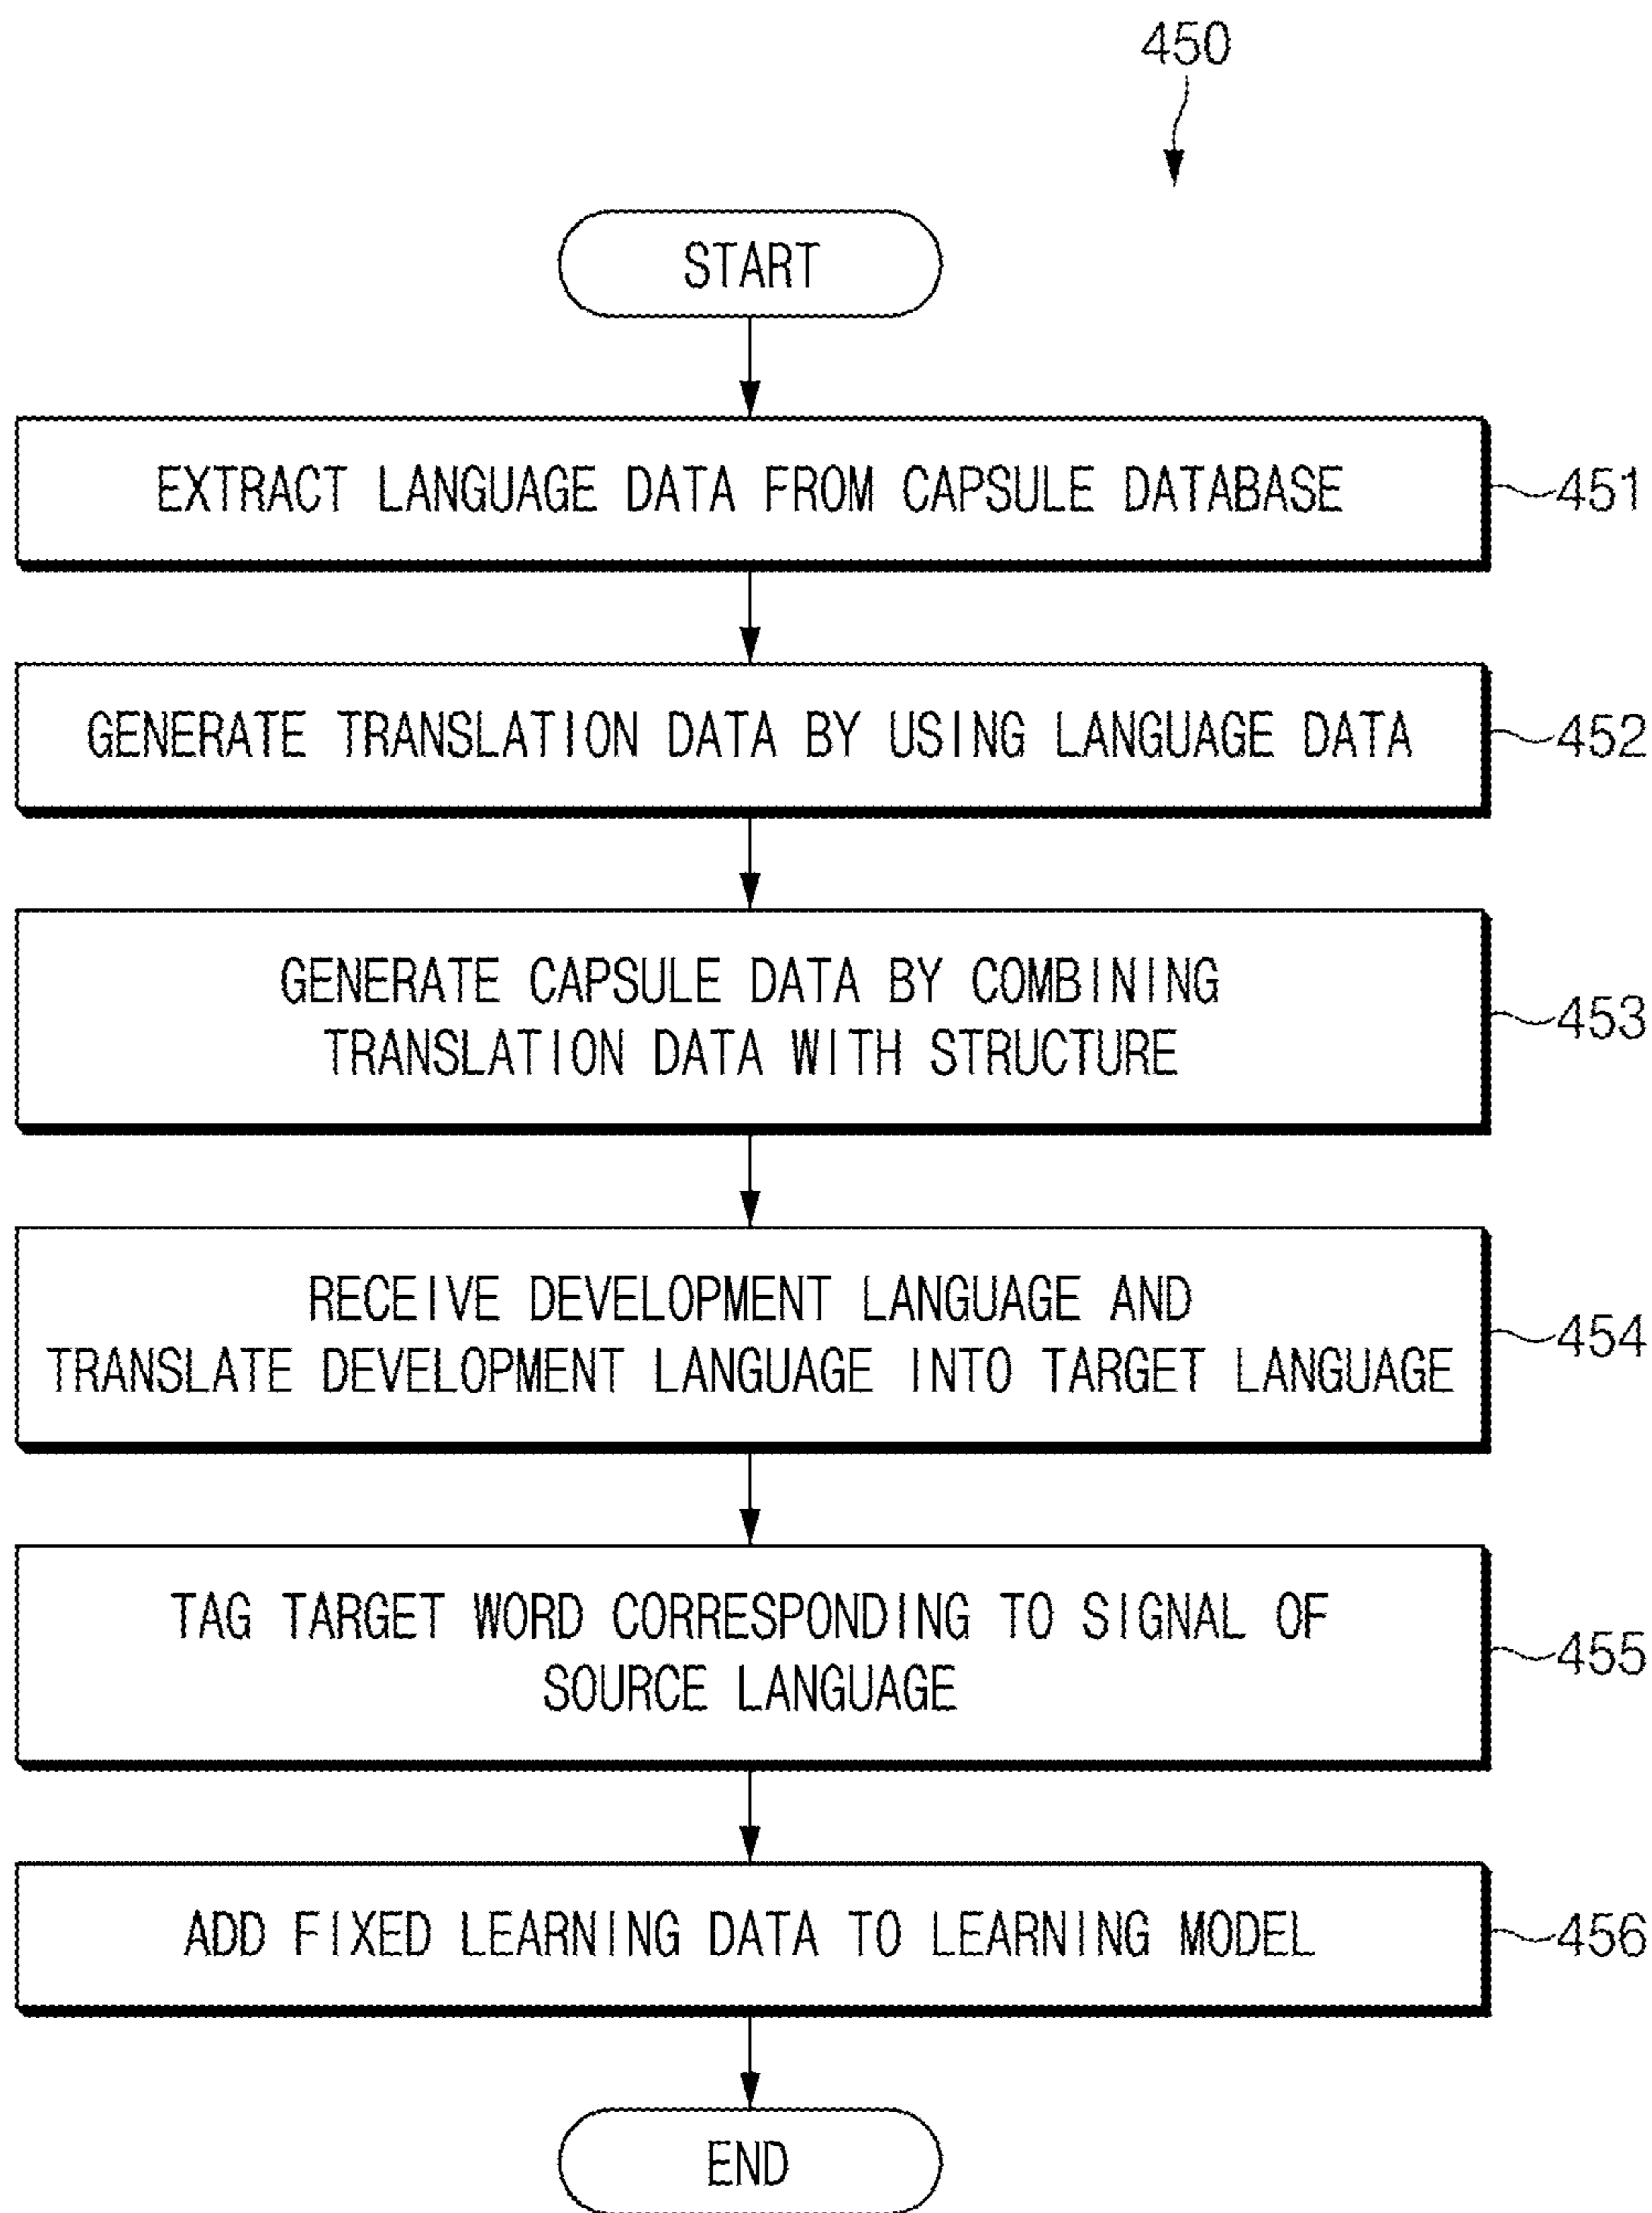 450
START
EXTRACT LANGUAGE DATA FROM CAPSULE DATABASE
451
GENERATE TRANSLATION DATA BY USING LANGUAGE DATA
452
GENERATE CAPSULE DATA BY COMBINING
TRANSLATION DATA WITH STRUCTURE
453
RECEIVE DEVELOPMENT LANGUAGE AND
TRANSLATE DEVELOPMENT LANGUAGE INTO TARGET LANGUAGE
454
TAG TARGET WORD CORRESPONDING TO SIGNAL OF
SOURCE LANGUAGE
455
ADD FIXED LEARNING DATA TO LEARNING MODEL
456
END